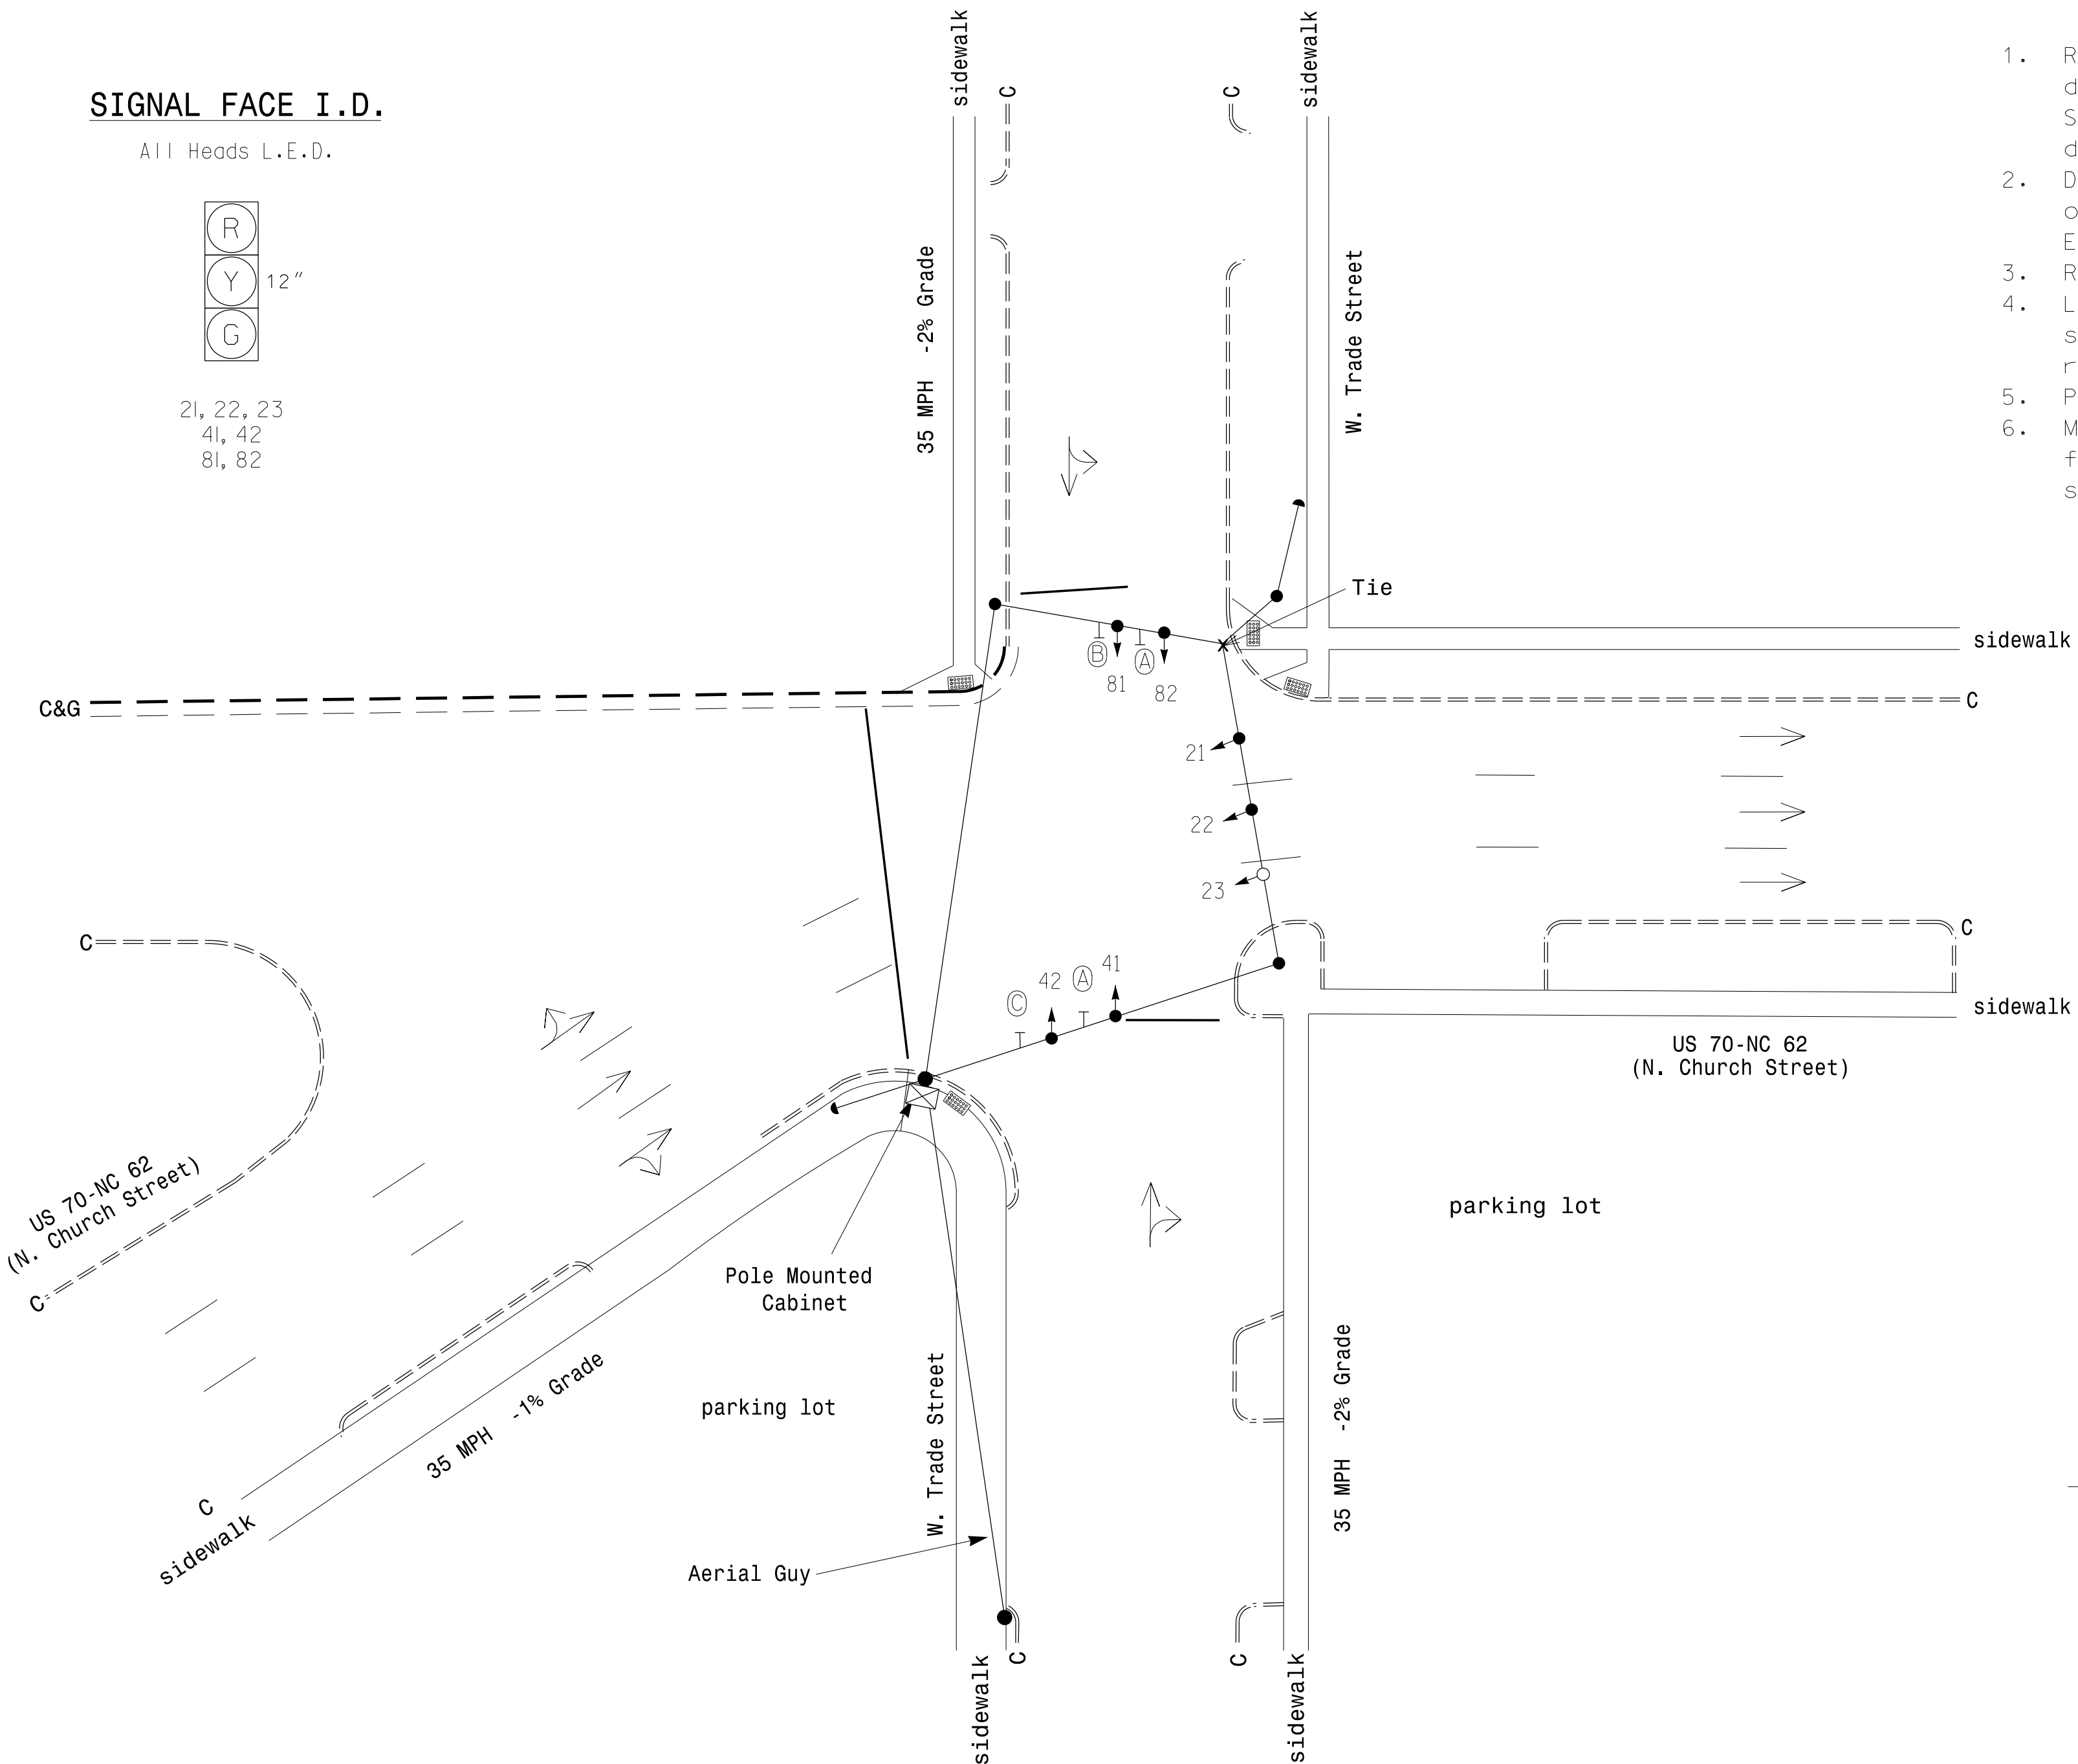 SIGNAL FACE I.D.
All Heads L.E.D.
R
Y
12"
G
21, 22, 23
41, 42
81, 82
sidewalk
C
C
sidewalk
35 MPH -2% Grade
W. Trade Street
1. R
d
S
d
2. D
o
E
3. R
4. L
s
r
5. P
6. M
f
s
Tie
sidewalk
C&G
B
A
81
82
C
21
22
23
C
C
C
42
A
41
sidewalk
US 70-NC 62
(N. Church Street)
US 70-NC 62
(N. Church Street)
C
parking lot
Pole Mounted
Cabinet
35 MPH -1% Grade
parking lot
W. Trade Street
35 MPH -2% Grade
C
sidewalk
Aerial Guy
sidewalk
C
C
sidewalk